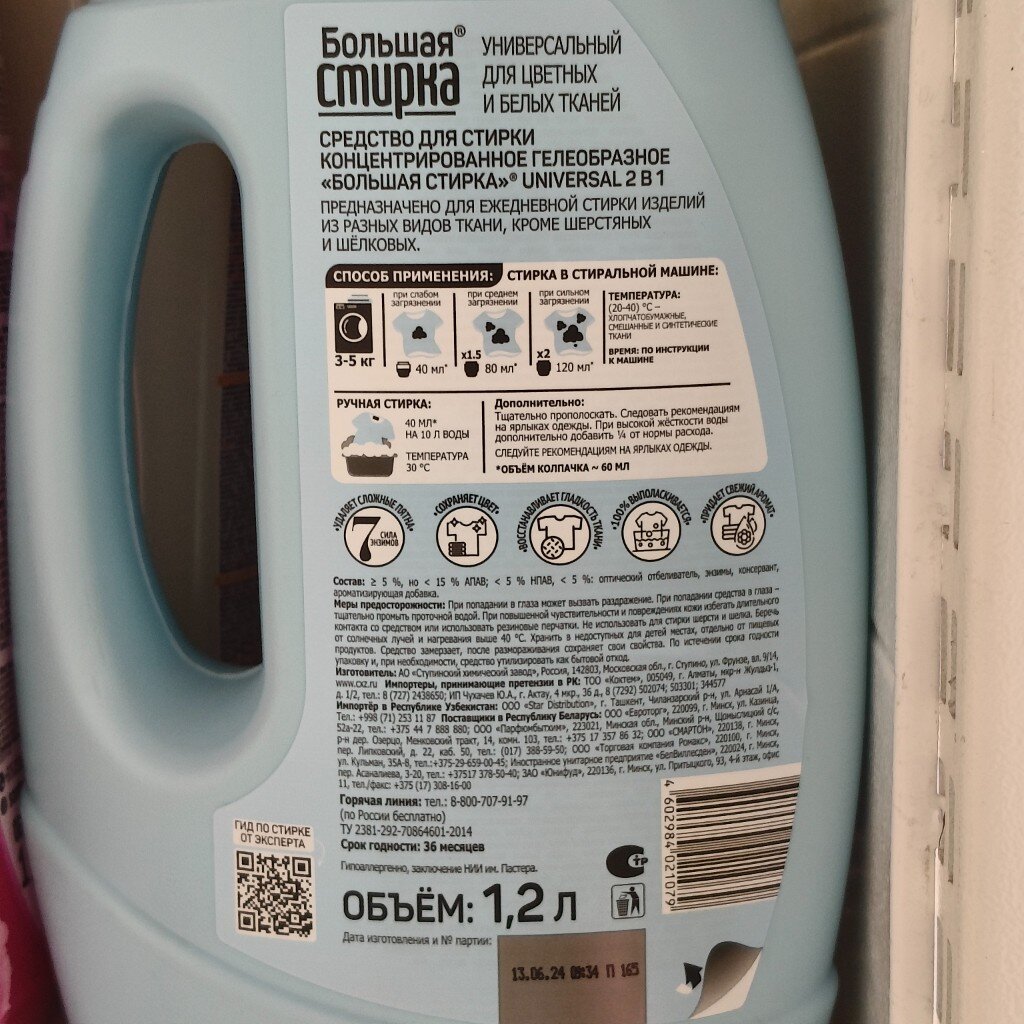 Большая®
стирка
УНИВЕРСАЛЬНЫЙ
ДЛЯ ЦВЕТНЫХ
И БЕЛЫХ ТКАНЕЙ
СРЕДСТВО ДЛЯ СТИРКИ
КОНЦЕНТРИРОВАННОЕ ГЕЛЕОБРАЗНОЕ
«БОЛЬШАЯ СТИРКА»® UNIVERSAL 2 В 1
ПРЕДНАЗНАЧЕНО ДЛЯ ЕЖЕДНЕВНОЙ СТИРКИ ИЗДЕЛИЙ
ИЗ РАЗНЫХ ВИДОВ ТКАНИ, КРОМЕ ШЕРСТЯНЫХ
И ШЁЛКОВЫХ.
СПОСОБ ПРИМЕНЕНИЯ: СТИРКА В СТИРАЛЬНОЙ МАШИНЕ:
3-5 КГ
при слабом
загрязнении
40 мл*
при среднем
загрязнении
x1.5
80 мл*
при сильном
загрязнении
x2
120 мл*
ТЕМПЕРАТУРА:
(20-40) °C –
ХЛОПЧАТОБУМАЖНЫЕ,
СМЕШАННЫЕ И СИНТЕТИЧЕСКИЕ
ТКАНИ
ВРЕМЯ: ПО ИНСТРУКЦИИ
К МАШИНЕ
РУЧНАЯ СТИРКА:
40 МЛ*
НА 10 Л ВОДЫ
ТЕМПЕРАТУРА
30 °C
Дополнительно:
Тщательно прополоскать. Следовать рекомендациям
на ярлыках одежды. При высокой жёсткости воды
дополнительно добавить ¼ от нормы расхода.
СЛЕДУЙТЕ РЕКОМЕНДАЦИЯМ НА ЯРЛЫКАХ ОДЕЖДЫ.
*ОБЪЁМ КОЛПАЧКА ~ 60 МЛ
•УДАЛЯЕТ СЛОЖНЫЕ ПЯТНА•
7 СИЛА
ЭНЗИМОВ
•СОХРАНЯЕТ ЦВЕТ•
•ВОССТАНАВЛИВАЕТ ГЛАДКОСТЬ ТКАНИ•
•100% ВЫПОЛАСКИВАЕТСЯ•
•ПРИДАЕТ СВЕЖИЙ АРОМАТ•
Состав: ≥ 5 %, но < 15 % АПАВ; < 5 % НПАВ, < 5 %: оптический отбеливатель, энзимы, консервант,
ароматизирующая добавка.
Меры предосторожности: При попадании в глаза может вызвать раздражение. При попадании средства в глаза –
тщательно промыть проточной водой. При повышенной чувствительности и повреждениях кожи избегать длительного
контакта со средством или использовать резиновые перчатки. Не использовать для стирки шерсти и шелка. Беречь
от солнечных лучей и нагревания выше 40 °C. Хранить в недоступных для детей местах, отдельно от пищевых
продуктов. Средство замерзает, после размораживания сохраняет свои свойства. По истечении срока годности
упаковку и, при необходимости, средство утилизировать как бытовой отход.
Изготовитель: АО «Ступинский химический завод», Россия, 142803, Московская обл., г. Ступино, ул. Фрунзе, вл. 9/14,
www.cxz.ru Импортеры, принимающие претензии в РК: ТОО «Коктем», 005049, г. Алматы, мкр-н Жулдыз-1,
д. 1/2, тел.: 8 (727) 2438650; ИП Чухачев Ю.А., г. Актау, 4 мкр., 36 д., 8 (7292) 502074; 503301; 344577
Импортёр в Республике Узбекистан: ООО «Star Distribution», г. Ташкент, Чиланзарский р-н, ул. Арнасай 1/А,
Тел.: +998 (71) 253 11 87 Поставщики в Республику Беларусь: ООО «Евроторг», 220099, г. Минск, ул. Казинца,
52а-22, тел.: +375 44 7 888 880; ООО «Парфюмбытхим», 223021, Минская обл., Минский р-н, Щомыслицкий с/с,
р-н дер. Озерцо, Менковский тракт, 14, комн. 103, тел.: +375 17 357 86 32; ООО «СМАРТОН», 220138, г. Минск,
пер. Липковский, д. 22, каб. 50, тел.: (017) 388-59-50; ООО «Торговая компания Ромакс», 220100, г. Минск,
ул. Кульман, 35А-8, тел.:+375-29-659-00-45; Иностранное унитарное предприятие «БелВиллесден», 220024, г. Минск,
пер. Асаналиева, 3-20, тел.: +37517 378-50-40; ЗАО «Юнифуд», 220136, г. Минск, ул. Притыцкого, 93, 4-й этаж, офис
11, тел./факс: +375 (17) 308-16-00
Горячая линия: тел.: 8-800-707-91-97
(по России бесплатно)
ТУ 2381-292-70864601-2014
Срок годности: 36 месяцев
Гипоаллергенно, заключение НИИ им. Пастера.
ГИД ПО СТИРКЕ
ОТ ЭКСПЕРТА
ОБЪЁМ: 1,2 Л
Дата изготовления и № партии:
13.06.24 09:34 П 165
4 602984 021079